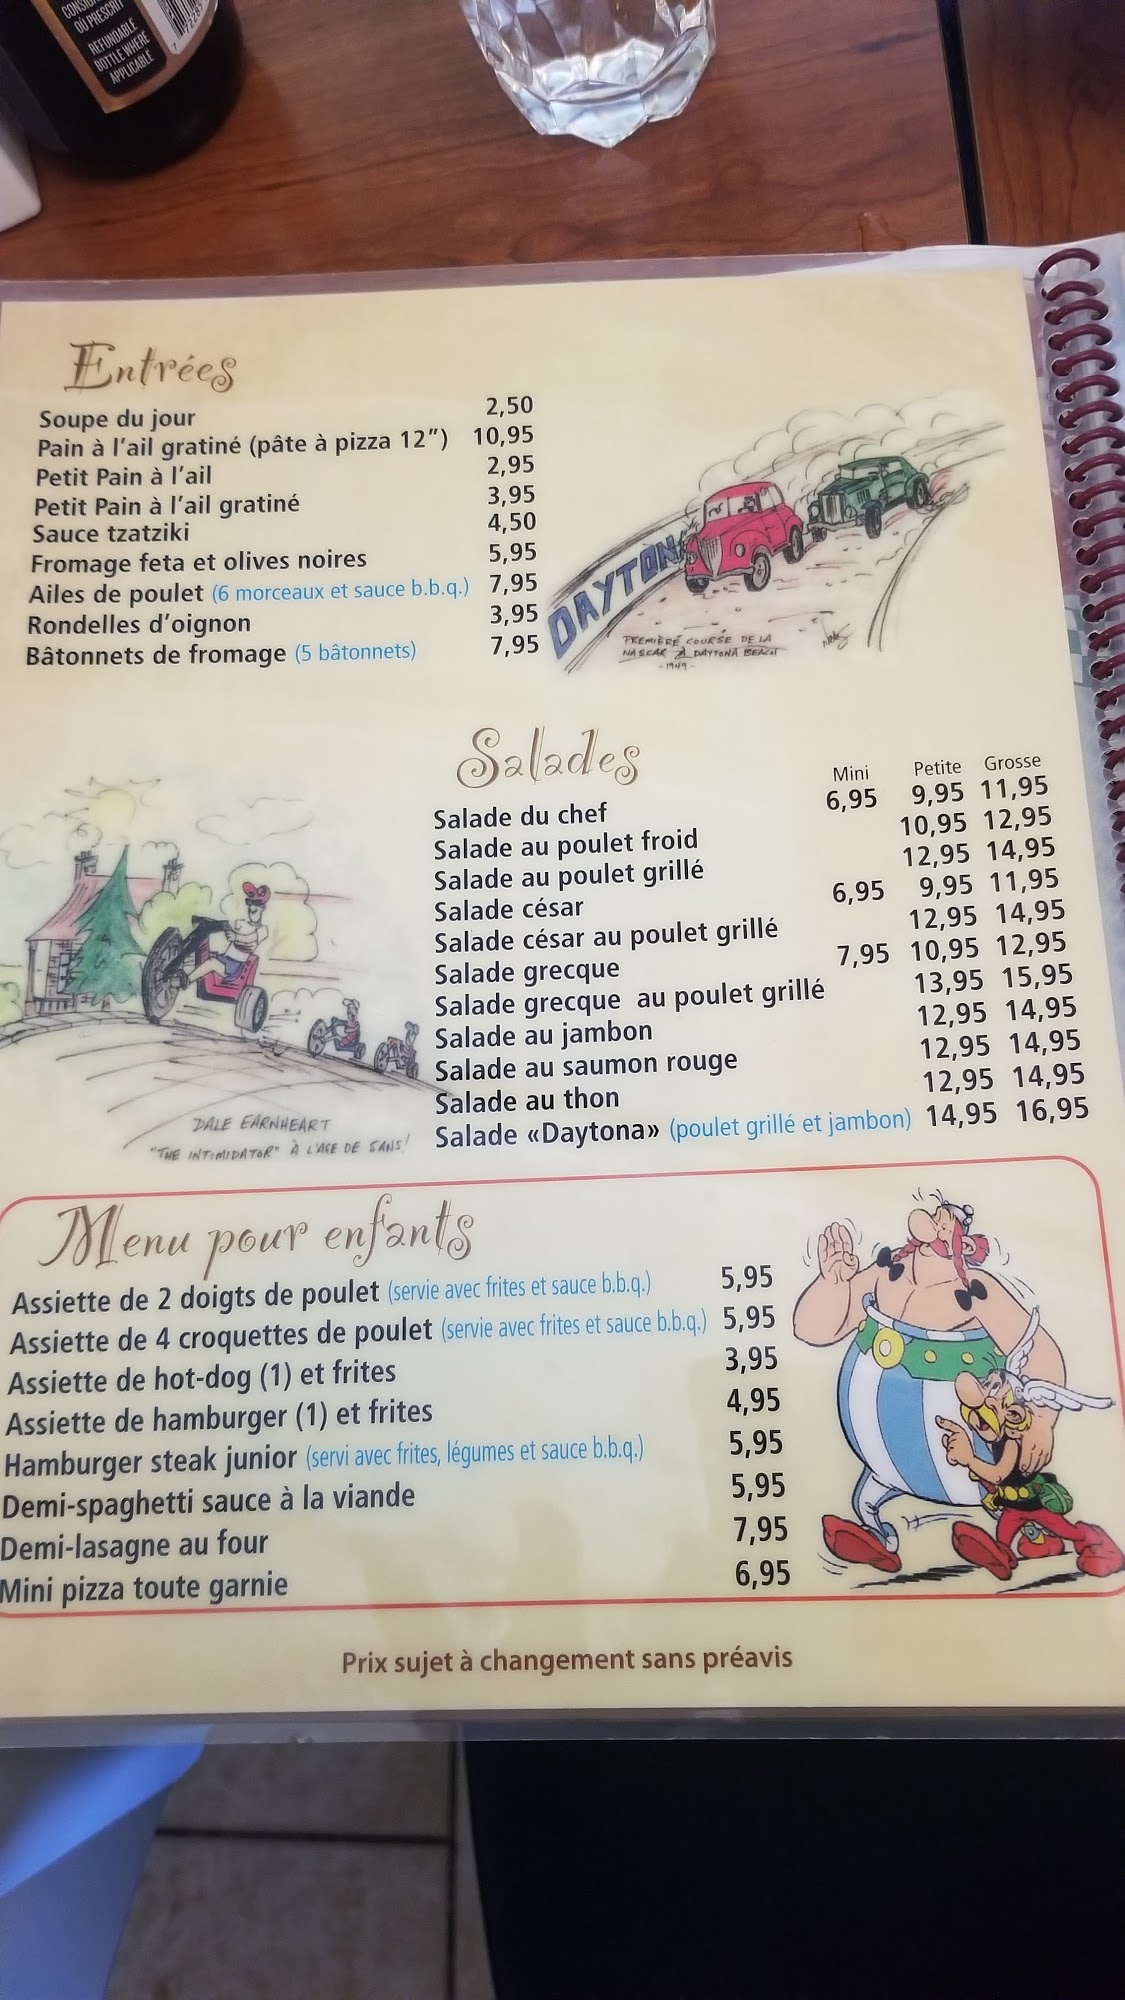 CONSIGN
OÙ PRESCRIT
REFUNDABLE
BOTTLE WHERE
APPLICABLE
Entrées
Soupe du jour 2,50
Pain à l'ail gratiné (pâte à pizza 12") 10,95
Petit Pain à l'ail 2,95
Petit Pain à l'ail gratiné 3,95
Sauce tzatziki 4,50
Fromage feta et olives noires 5,95
Ailes de poulet (6 morceaux et sauce b.b.q.) 7,95
Rondelles d'oignon 3,95
Bâtonnets de fromage (5 bâtonnets) 7,95
DAYTONA
PREMIÈRE COURSE DE LA
NASCAR À DAYTONA BEACH
- 1949 -
Salades
Mini Petite Grosse
Salade du chef 6,95 9,95 11,95
Salade au poulet froid 10,95 12,95
Salade au poulet grillé 12,95 14,95
Salade césar 6,95 9,95 11,95
Salade césar au poulet grillé 12,95 14,95
Salade grecque 7,95 10,95 12,95
Salade grecque au poulet grillé 13,95 15,95
Salade au jambon 12,95 14,95
Salade au saumon rouge 12,95 14,95
Salade au thon 12,95 14,95
Salade «Daytona» (poulet grillé et jambon) 14,95 16,95
DALE EARNHEART
"THE INTIMIDATOR" À L'AGE DE 5ANS!
Menu pour enfants
Assiette de 2 doigts de poulet (servie avec frites et sauce b.b.q.) 5,95
Assiette de 4 croquettes de poulet (servie avec frites et sauce b.b.q.) 5,95
Assiette de hot-dog (1) et frites 3,95
Assiette de hamburger (1) et frites 4,95
Hamburger steak junior (servi avec frites, légumes et sauce b.b.q.) 5,95
Demi-spaghetti sauce à la viande 5,95
Demi-lasagne au four 7,95
Mini pizza toute garnie 6,95
Prix sujet à changement sans préavis